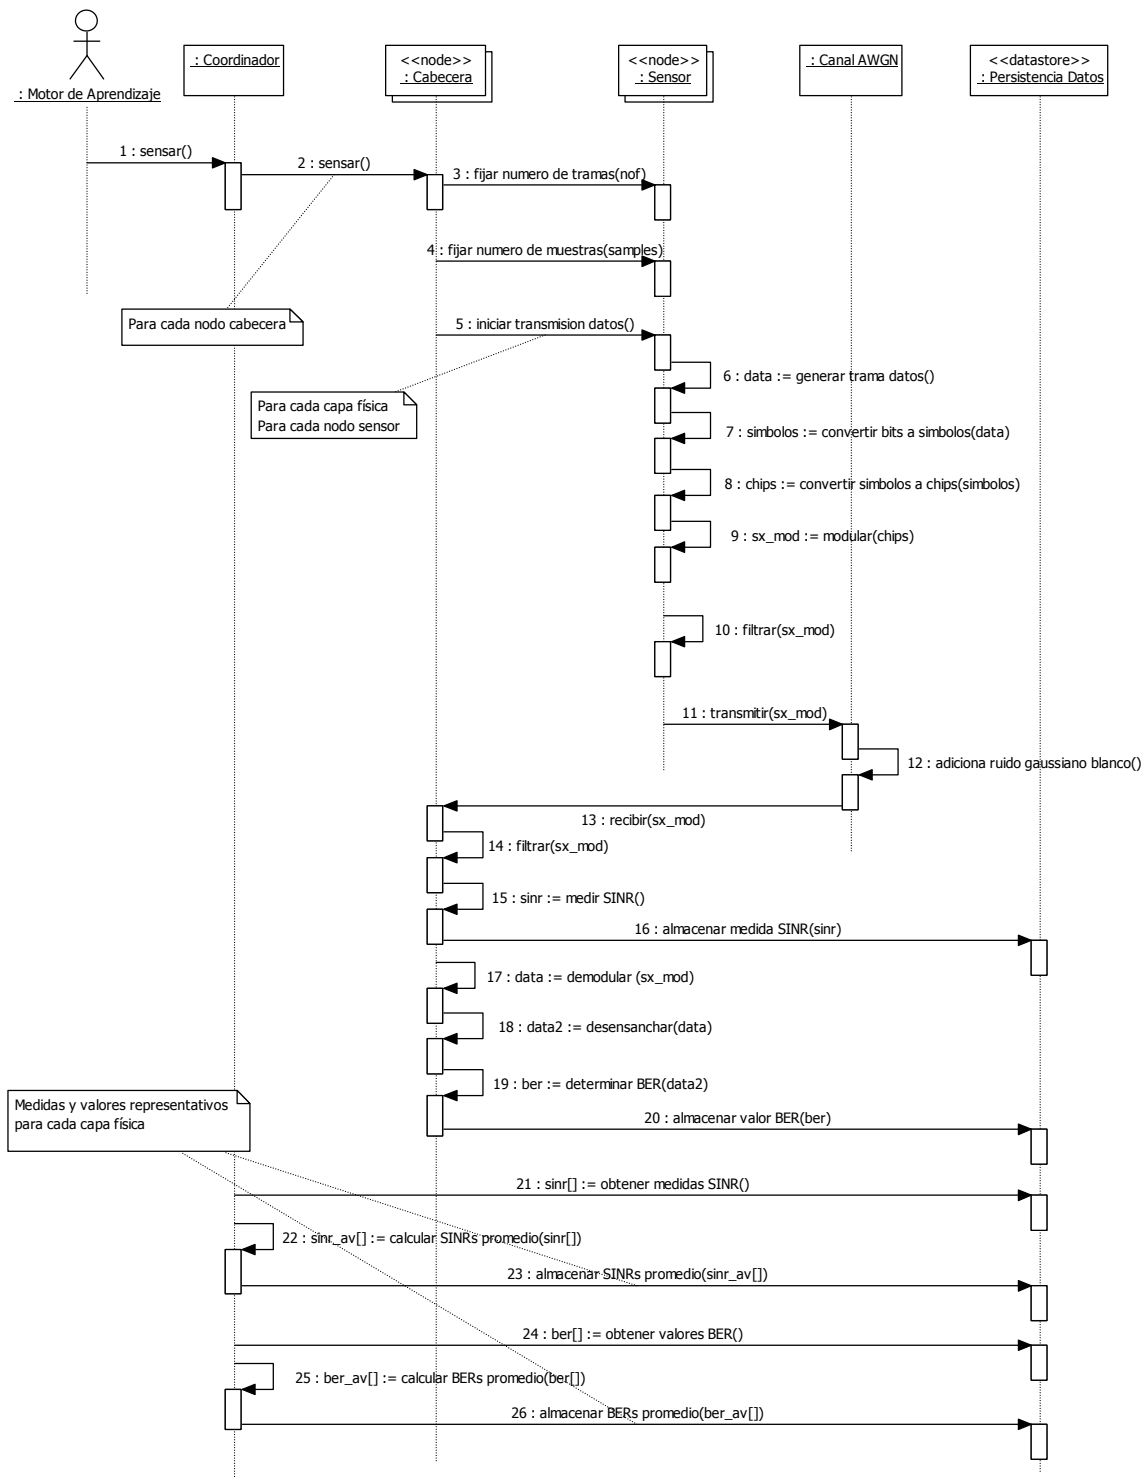 : Motor de Aprendizaje
: Coordinador
<<node>>
: Cabecera
<<node>>
: Sensor
: Canal AWGN
<<datastore>>
: Persistencia Datos
1 : sensar()
2 : sensar()
3 : fijar numero de tramas(nof)
4 : fijar numero de muestras(samples)
Para cada nodo cabecera
5 : iniciar transmision datos()
Para cada capa física
Para cada nodo sensor
6 : data := generar trama datos()
7 : simbolos := convertir bits a simbolos(data)
8 : chips := convertir simbolos a chips(simbolos)
9 : sx_mod := modular(chips)
10 : filtrar(sx_mod)
11 : transmitir(sx_mod)
12 : adiciona ruido gaussiano blanco()
13 : recibir(sx_mod)
14 : filtrar(sx_mod)
15 : sinr := medir SINR()
16 : almacenar medida SINR(sinr)
17 : data := demodular (sx_mod)
18 : data2 := desensanchar(data)
19 : ber := determinar BER(data2)
Medidas y valores representativos
para cada capa física
20 : almacenar valor BER(ber)
21 : sinr[] := obtener medidas SINR()
22 : sinr_av[] := calcular SINRs promedio(sinr[])
23 : almacenar SINRs promedio(sinr_av[])
24 : ber[] := obtener valores BER()
25 : ber_av[] := calcular BERs promedio(ber[])
26 : almacenar BERs promedio(ber_av[])